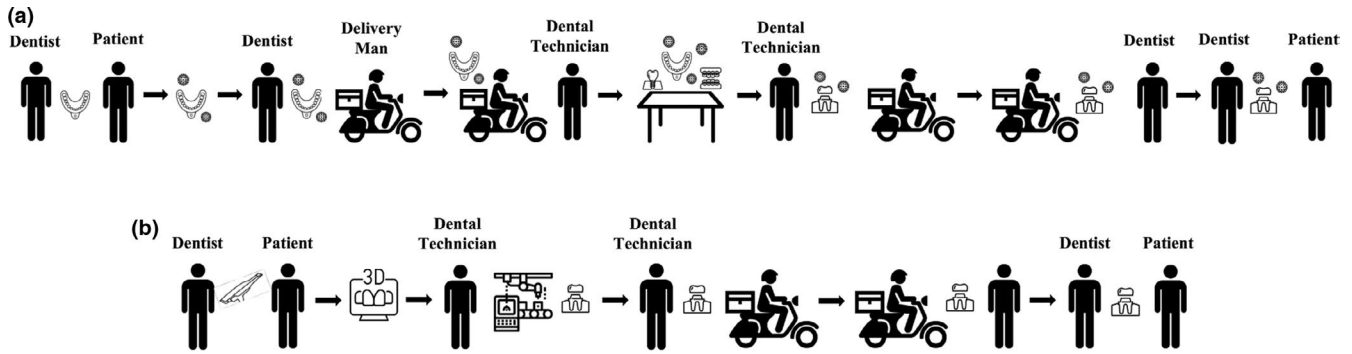 (a)
Dentist
Patient
Dentist
Delivery
Man
Dental
Technician
Dental
Technician
Dentist
Dentist
Patient
(b)
Dentist
Patient
3D
Dental
Technician
Dental
Technician
Dentist
Patient